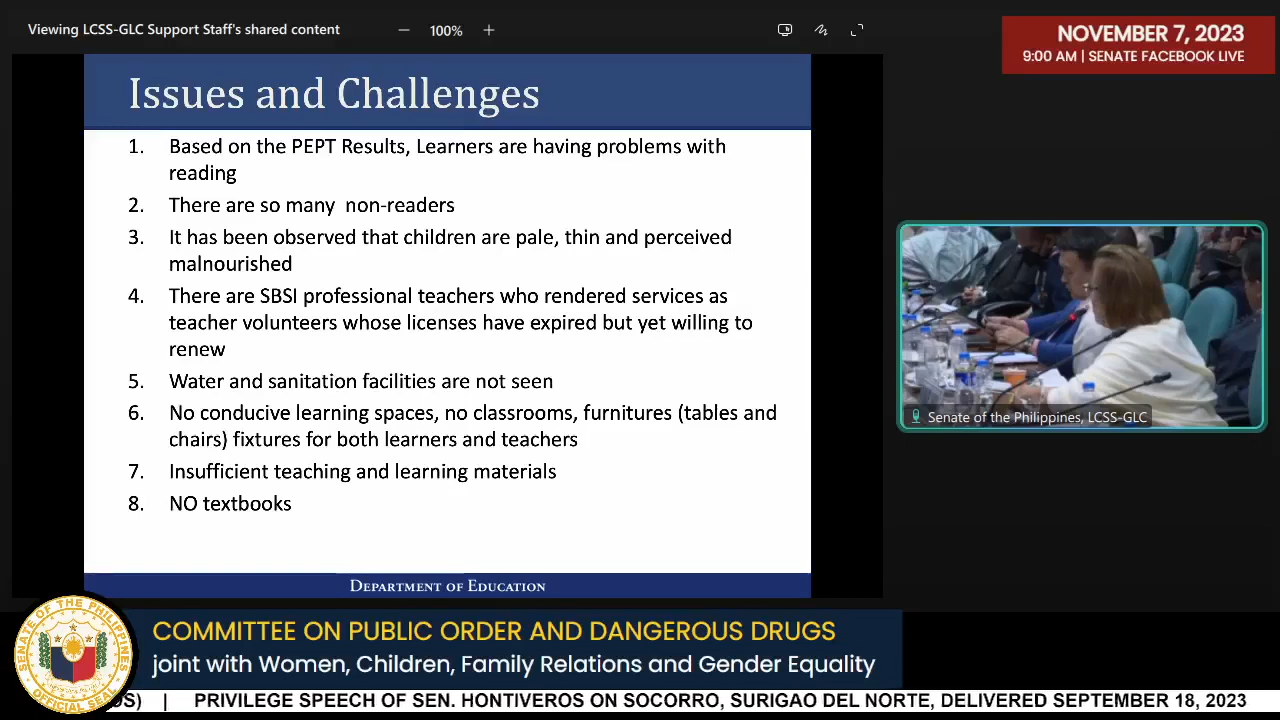 Viewing LCSS-GLC Support Staff's shared content
100%
NOVEMBER 7, 2023
9:00 AM | SENATE FACEBOOK LIVE
Issues and Challenges
1. Based on the PEPT Results, Learners are having problems with
reading
2. There are so many non-readers
3. It has been observed that children are pale, thin and perceived
malnourished
4. There are SBSI professional teachers who rendered services as
teacher volunteers whose licenses have expired but yet willing to
renew
5. Water and sanitation facilities are not seen
6. No conducive learning spaces, no classrooms, furnitures (tables and
chairs) fixtures for both learners and teachers
7. Insufficient teaching and learning materials
8. NO textbooks
DEPARTMENT OF EDUCATION
Senate of the Philippines, LCSS-GLC
SENATE OF THE PHILIPPINES
OFFICIAL SEAL
COMMITTEE ON PUBLIC ORDER AND DANGEROUS DRUGS
joint with Women, Children, Family Relations and Gender Equality
| PRIVILEGE SPEECH OF SEN. HONTIVEROS ON SOCORRO, SURIGAO DEL NORTE, DELIVERED SEPTEMBER 18, 2023